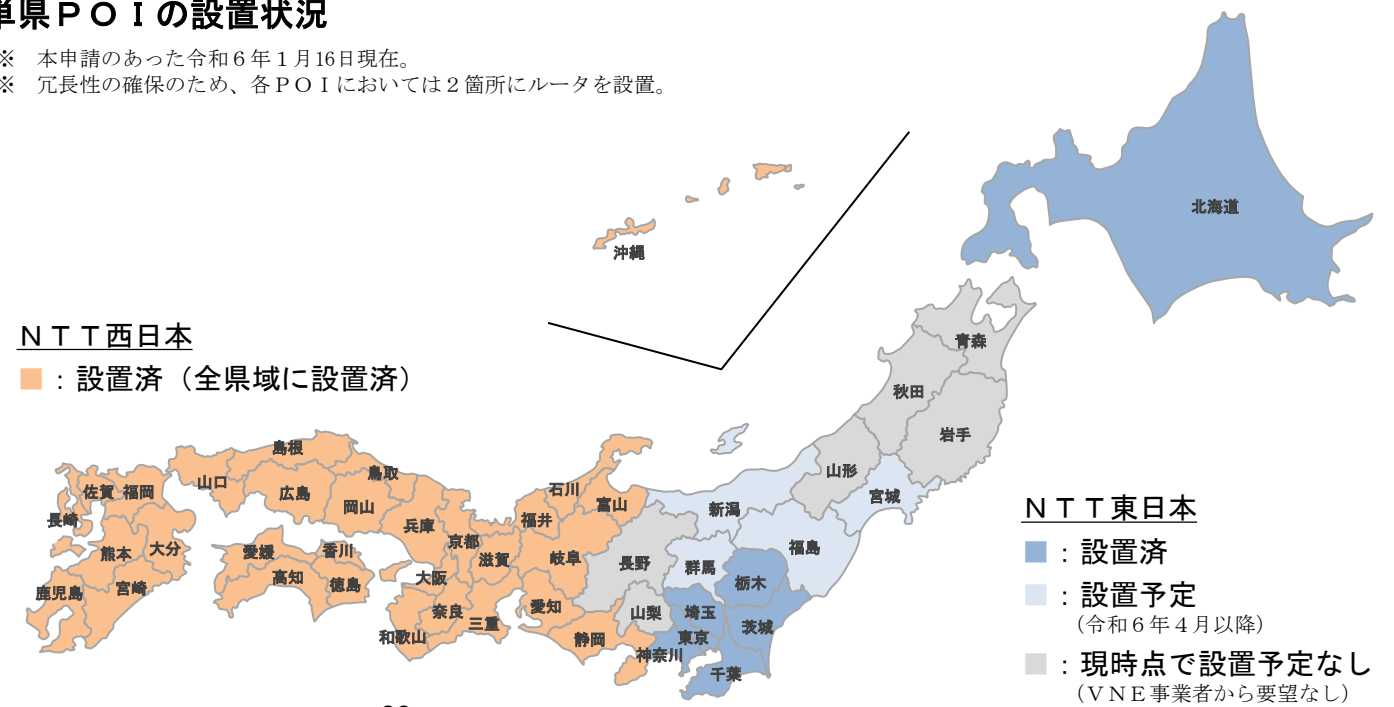 単県ＰＯＩの設置状況
※　本申請のあった令和６年１月16日現在。
※　冗長性の確保のため、各ＰＯＩにおいては２箇所にルータを設置。
北海道
沖縄
ＮＴＴ西日本
：設置済（全県域に設置済）
青森
秋田
岩手
山形
宮城
新潟
福島
島根
鳥取
山口
広島
岡山
兵庫
京都
石川
富山
福井
岐阜
滋賀
佐賀
福岡
長崎
熊本
大分
宮崎
鹿児島
愛媛
香川
高知
徳島
大阪
奈良
和歌山
三重
愛知
静岡
長野
山梨
群馬
栃木
埼玉
茨城
東京
神奈川
千葉
ＮＴＴ東日本
：設置済
：設置予定
（令和６年４月以降）
：現時点で設置予定なし
（ＶＮＥ事業者から要望なし）